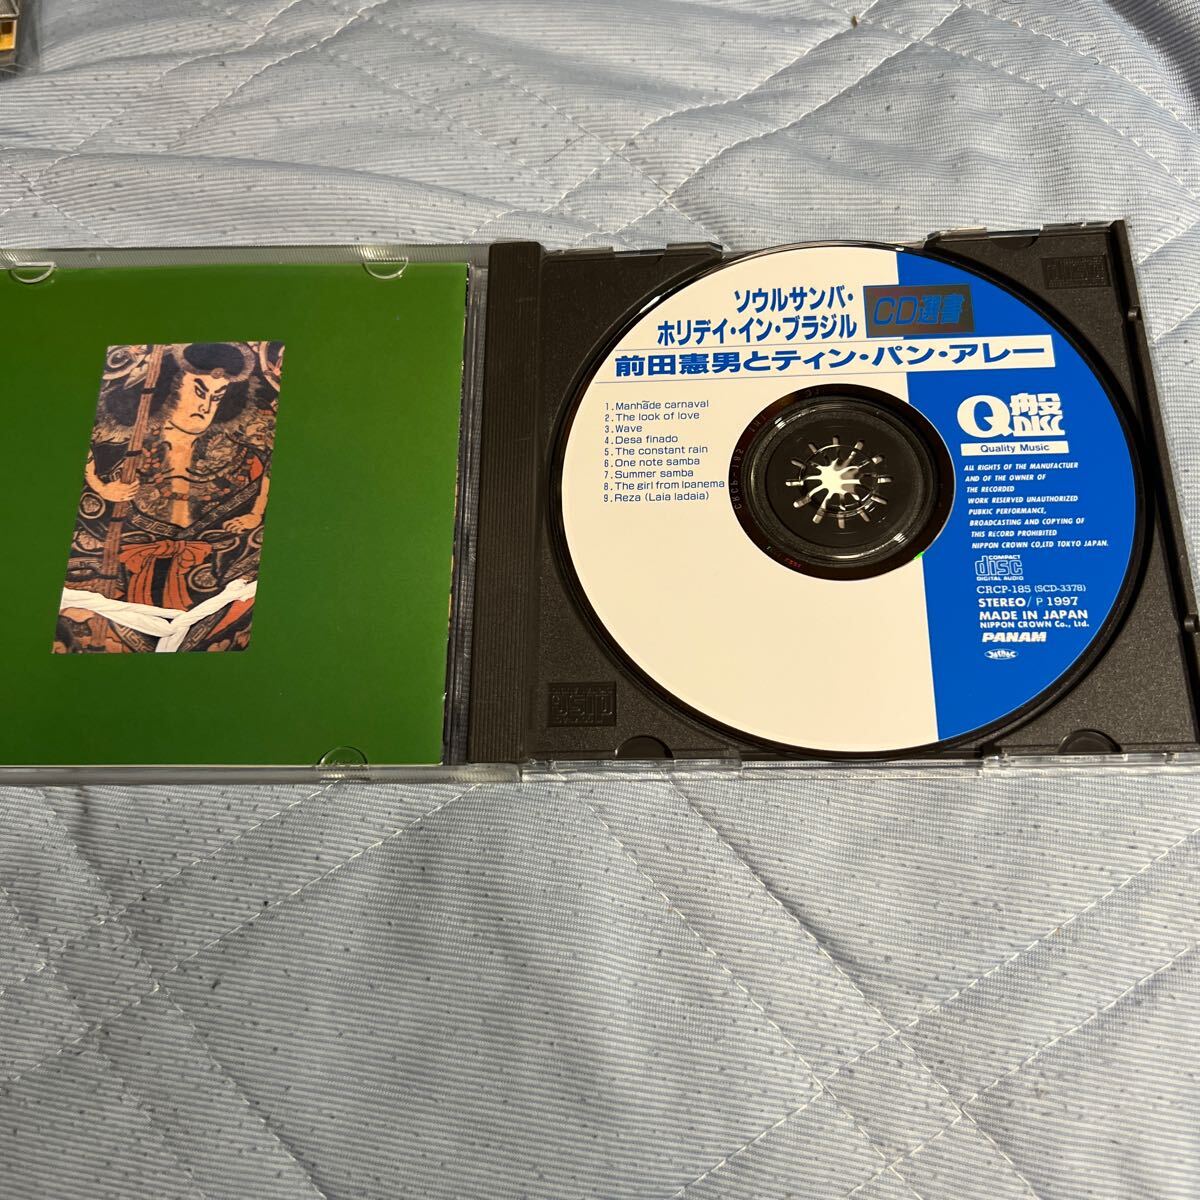 ソウルサンバ・
ホリデイ・イン・ブラジル
CD選書
前田憲男とティン・パン・アレー
1.Manhãde carnaval
2.The look of love
3.Wave
4.Desa finado
5.The constant rain
6.One note samba
7.Summer samba
8.The girl from Ipanema
9.Reza (Laia ladaia)
Q盤
DISC
Quality Music
ALL RIGHTS OF THE MANUFACTUER
AND OF THE OWNER OF
THE RECORDED
WORK RESERVED UNAUTHORIZED
PUBKIC PERFORMANCE,
BROADCASTING AND COPYING OF
THIS RECORD PROHIBITED
NIPPON CROWN CO,LTD TOKYO JAPAN.
COMPACT
disc
DIGITAL AUDIO
CRCP-185 (SCD-3378)
STEREO/P 1997
MADE IN JAPAN
NIPPON CROWN Co., Ltd.
PANAM